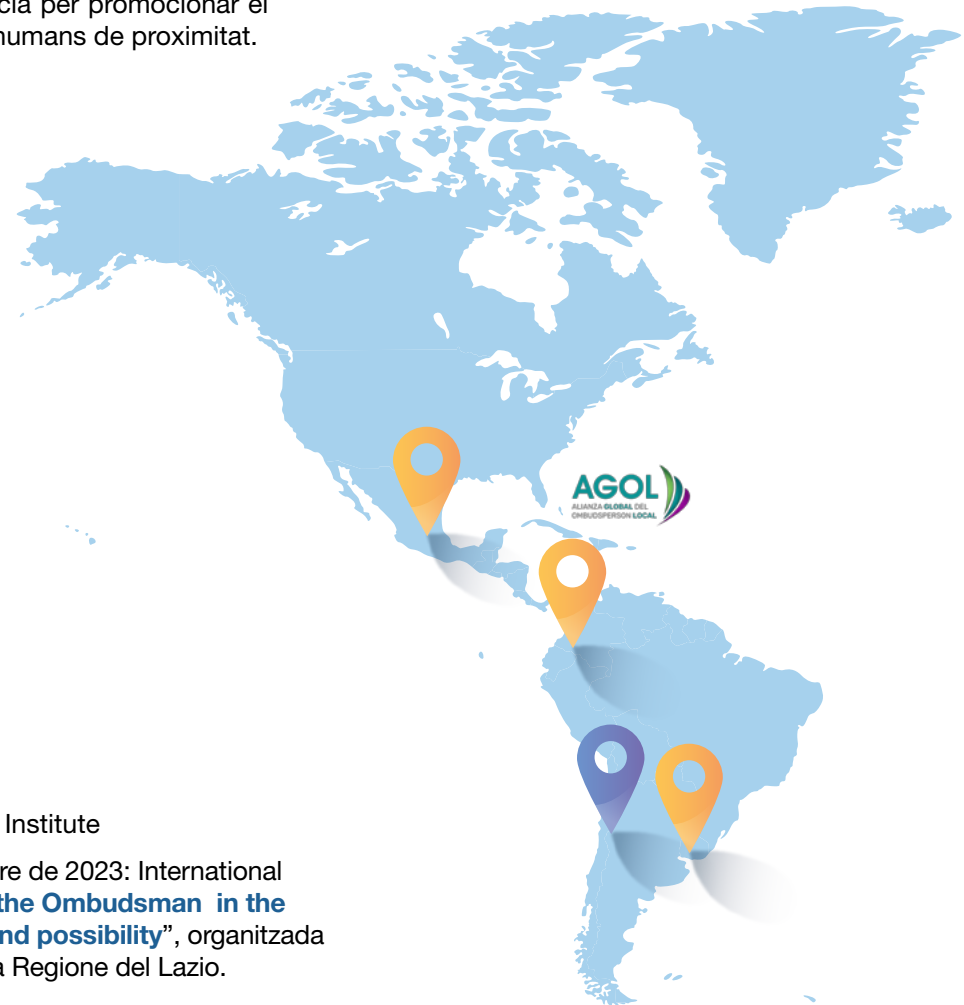 cia per promocionar el
humans de proximitat.
AGOL
ALIANZA GLOBAL DEL
OMBUDSPERSON LOCAL
Institute
re de 2023: International
the Ombudsman in the
nd possibility”, organitzada
a Regione del Lazio.